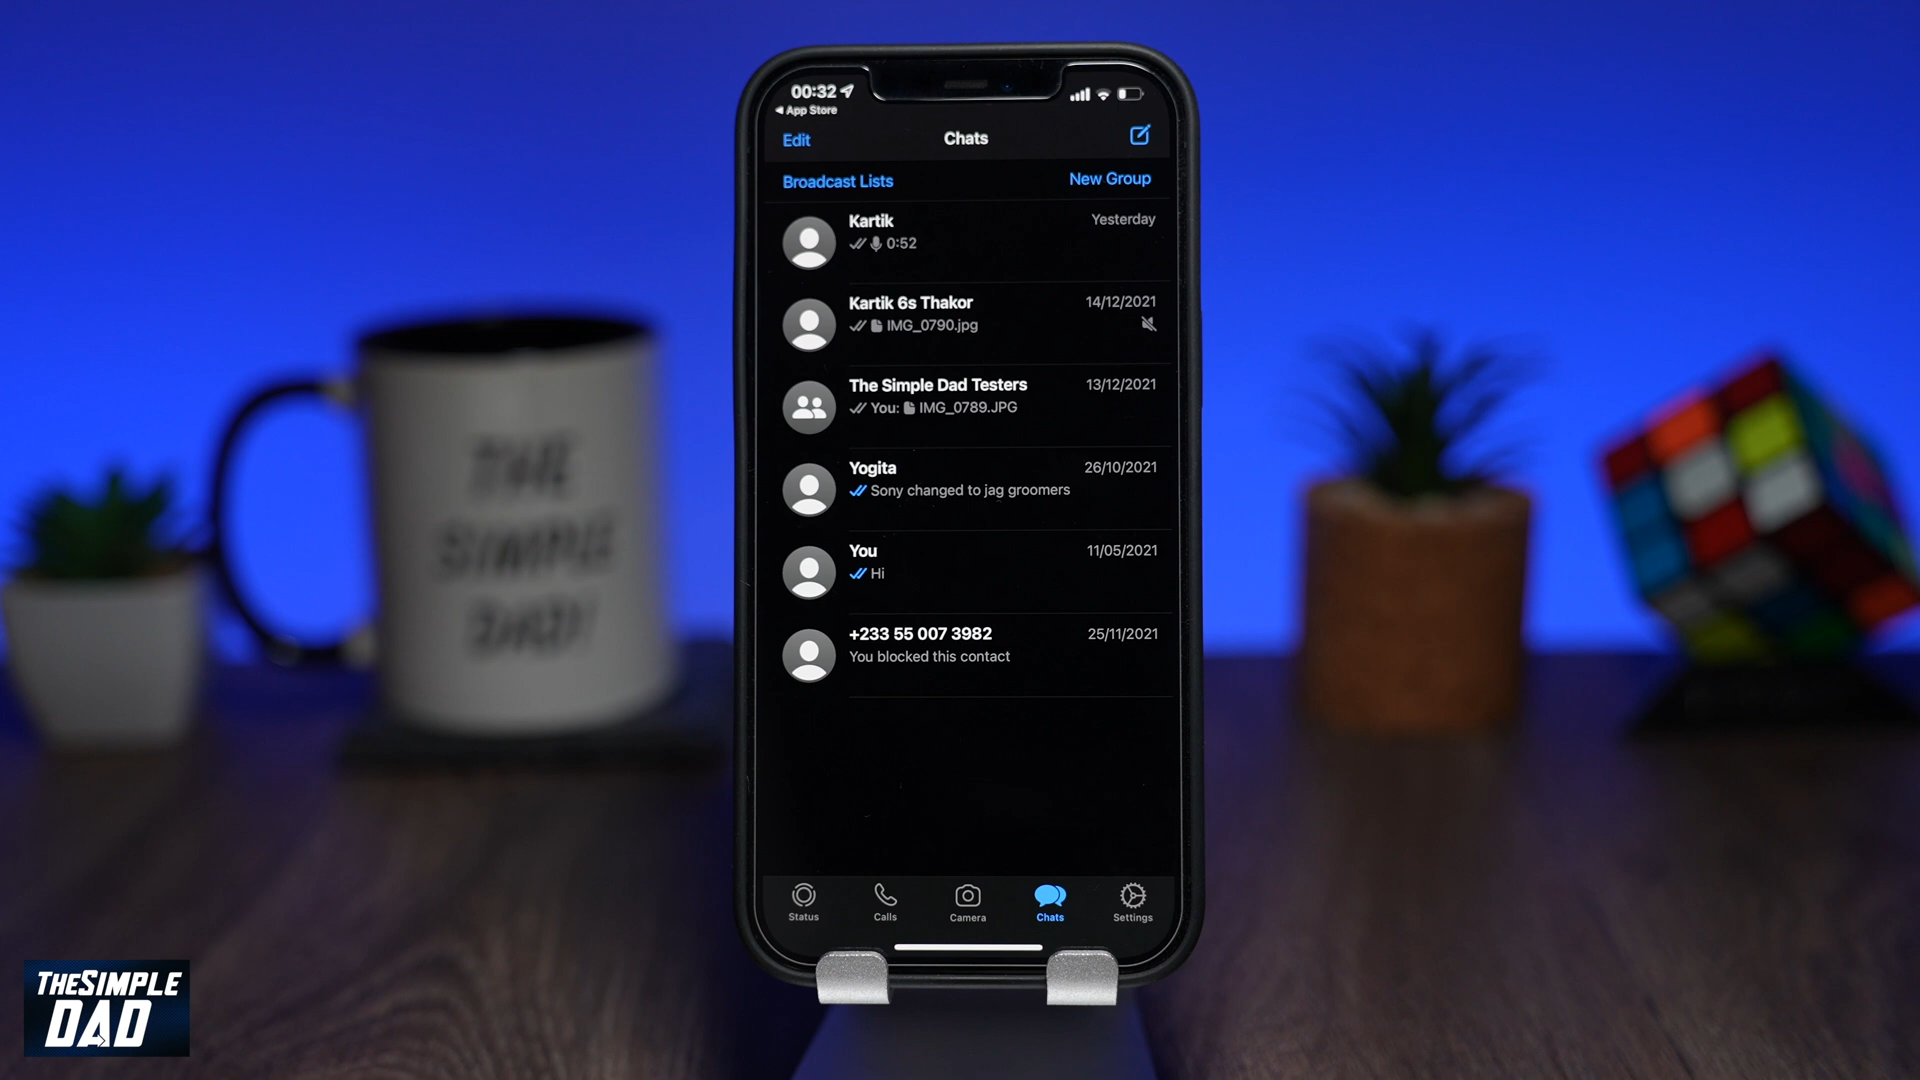 00:32
App Store
Edit
Chats
Broadcast Lists
New Group
Kartik
Yesterday
0:52
Kartik 6s Thakor
14/12/2021
IMG_0790.jpg
The Simple Dad Testers
13/12/2021
You: IMG_0789.JPG
Yogita
26/10/2021
Sony changed to jag groomers
You
11/05/2021
Hi
+233 55 007 3982
25/11/2021
You blocked this contact
Status
Calls
Camera
Chats
Settings
THE
SIMPLE
DAD!
THESIMPLE
DAD